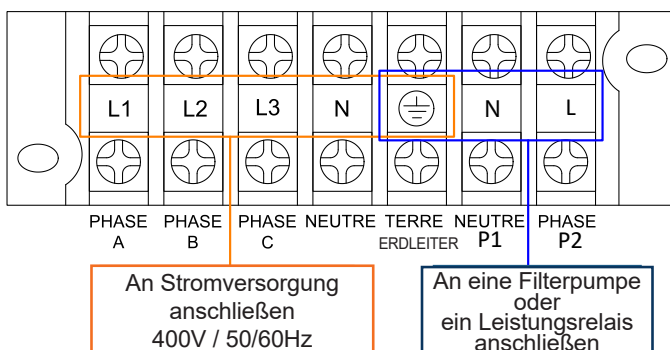 L1 L2 L3 N N L
PHASE PHASE PHASE NEUTRE TERRE NEUTRE PHASE
A B C ERDLEITER P1 P2
An Stromversorgung
anschließen
400V / 50/60Hz
An eine Filterpumpe
oder
ein Leistungsrelais
anschließen